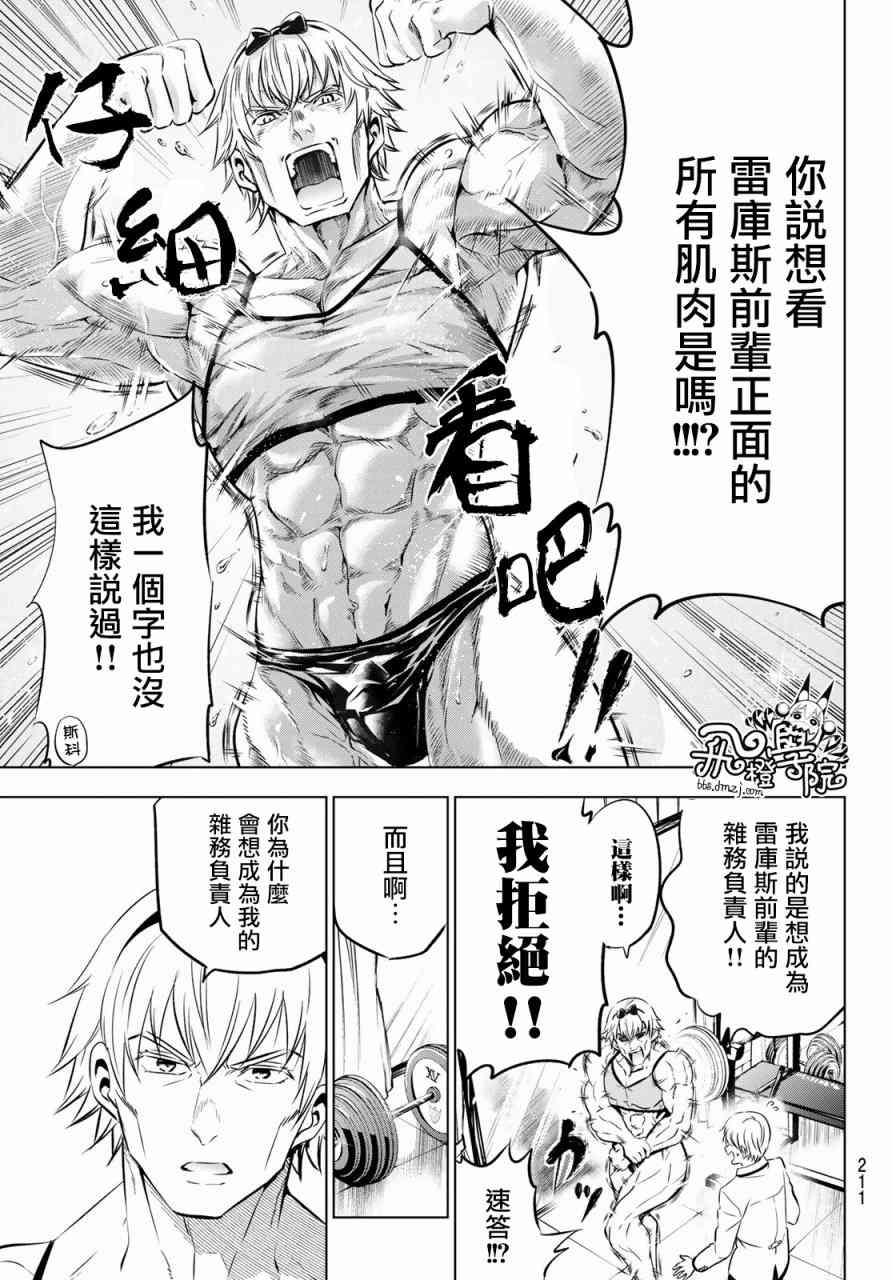 你說想看
雷庫斯前輩正面的
所有肌肉是嗎!!!?
仔
細
看
吧
!!
我一個字也沒
這樣説過!!
斯科
飛橙學院
bbs.dmzj.com
我說的是想成為
雷庫斯前輩的
雜務負責人!!
這樣啊…
我拒絕!!
速答!!?
而且啊…
你為什麼
會想成為我的
雜務負責人
211